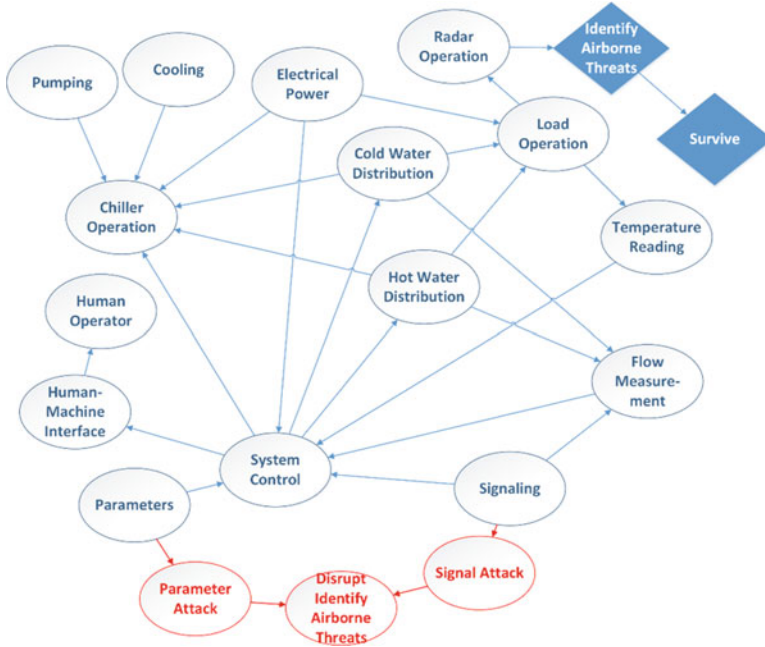 Identify
Airborne
Threats
Radar
Operation
Cooling
Pumping
Electrical
Power
Load
Operation
Survive
Cold Water
Distribution
Chiller
Operation
Temperature
Reading
Hot Water
Distribution
Human
Operator
Flow
Measure-
ment
Human-
Machine
Interface
System
Control
Signaling
Parameters
Signal Attack
Parameter
Attack
Disrupt
Identify
Airborne
Threats